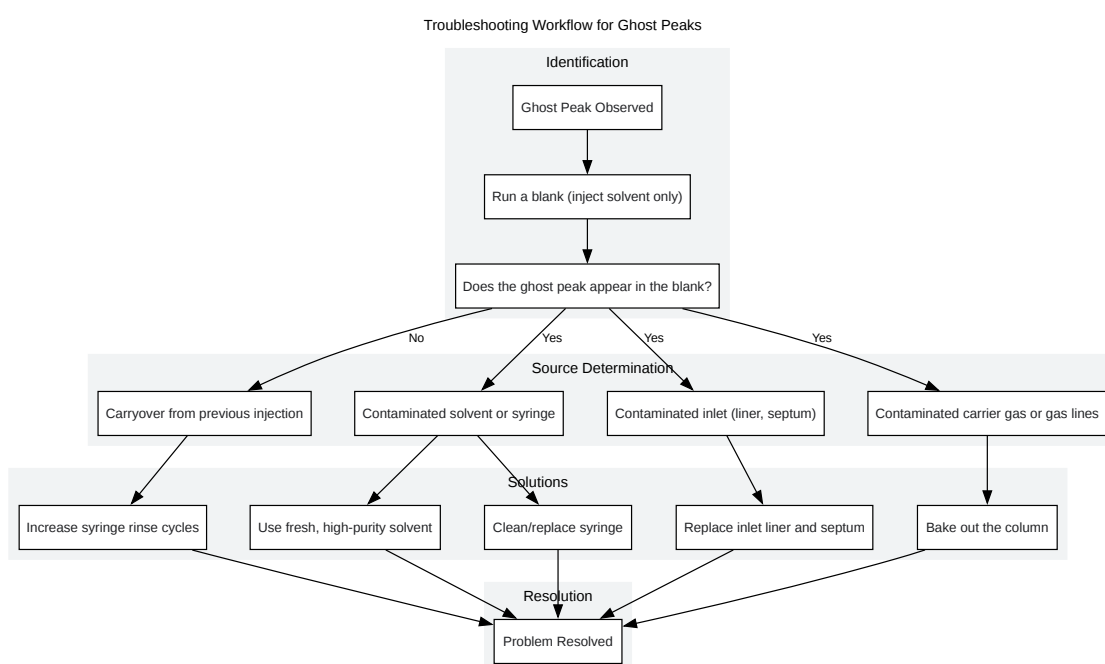 Troubleshooting Workflow for Ghost Peaks
Identification
Ghost Peak Observed
Run a blank (inject solvent only)
Does the ghost peak appear in the blank?
No
Yes
Yes
Yes
Source Determination
Carryover from previous injection
Contaminated solvent or syringe
Contaminated inlet (liner, septum)
Contaminated carrier gas or gas lines
Solutions
Increase syringe rinse cycles
Use fresh, high-purity solvent
Clean/replace syringe
Replace inlet liner and septum
Bake out the column
Resolution
Problem Resolved